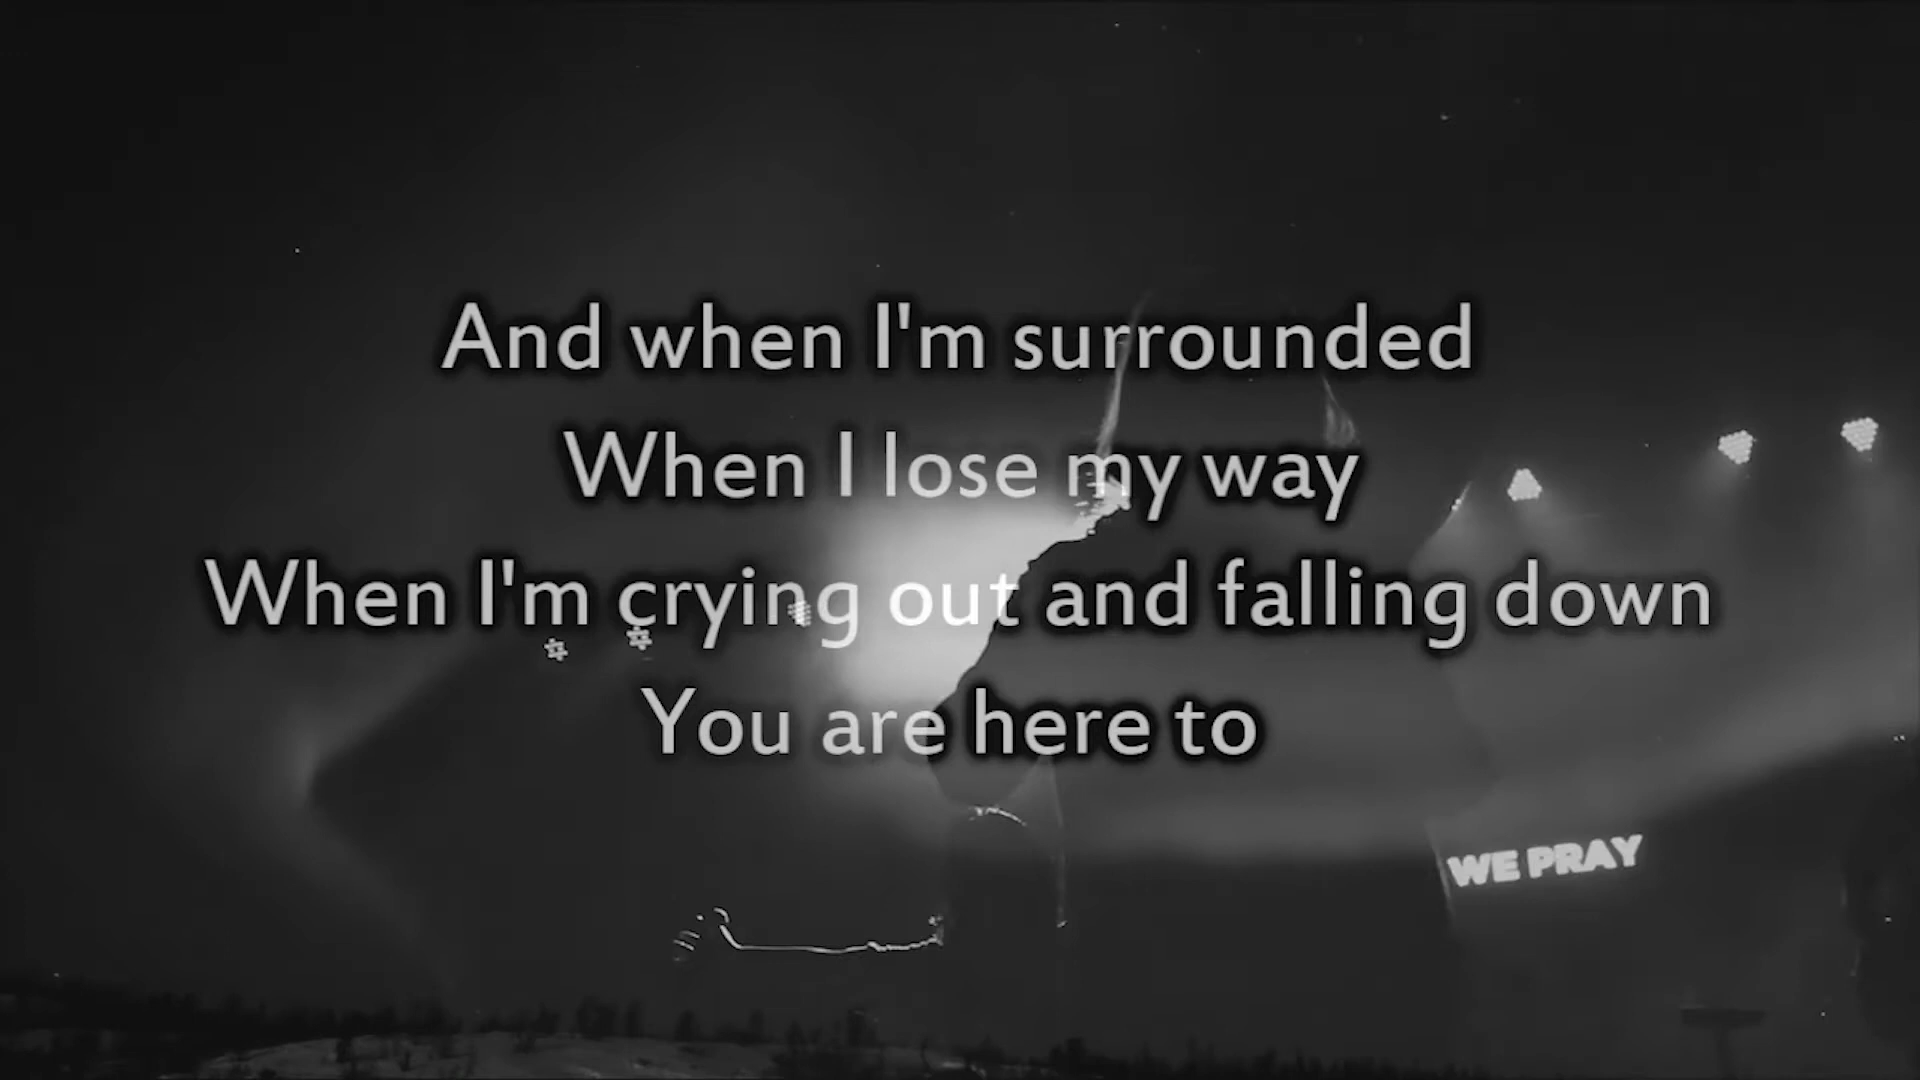 And when I'm surrounded
When I lose my way
When I'm crying out and falling down
You are here to
WE PRAY